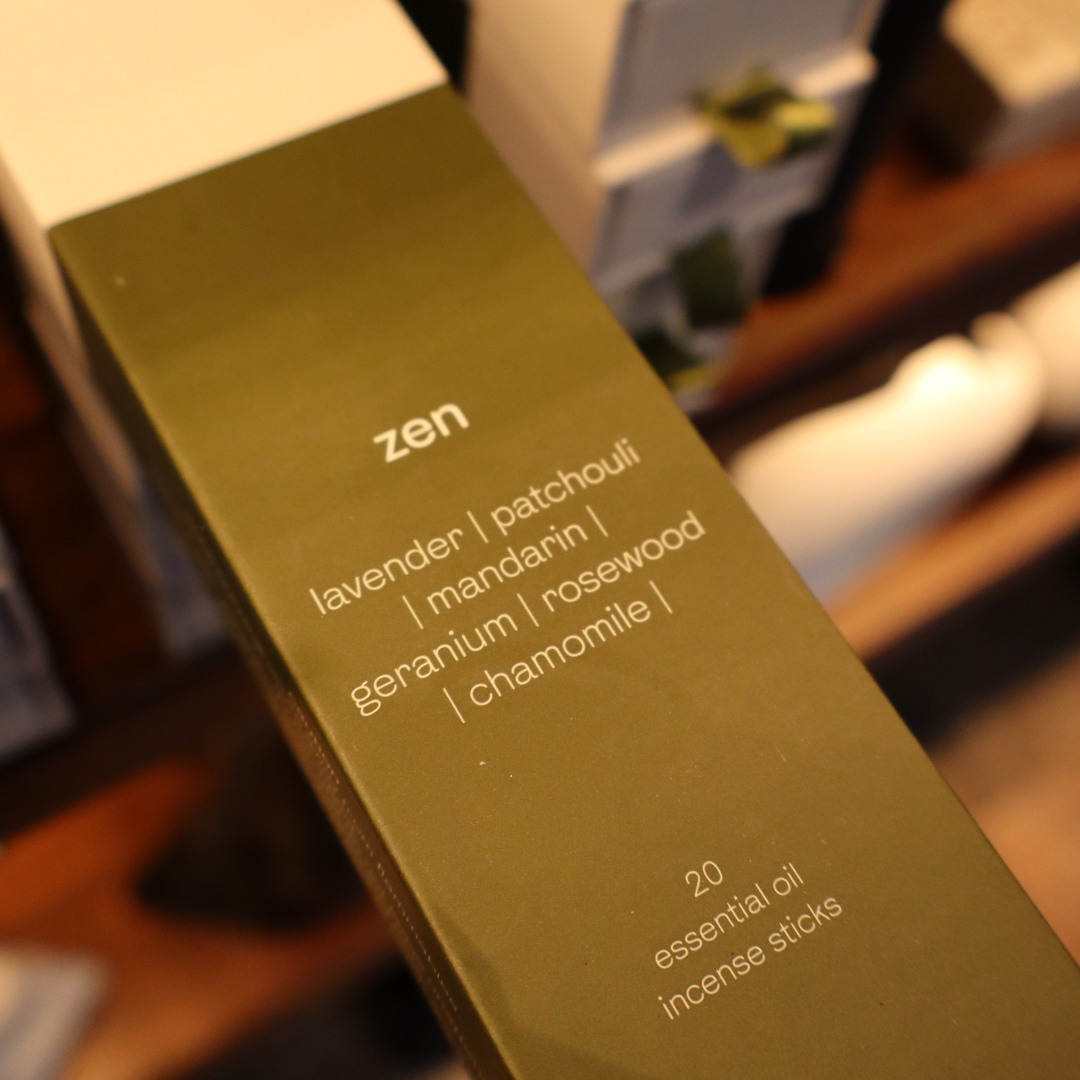 zen
lavender | patchouli
| mandarin |
geranium | rosewood
| chamomile |
20
essential oil
incense sticks